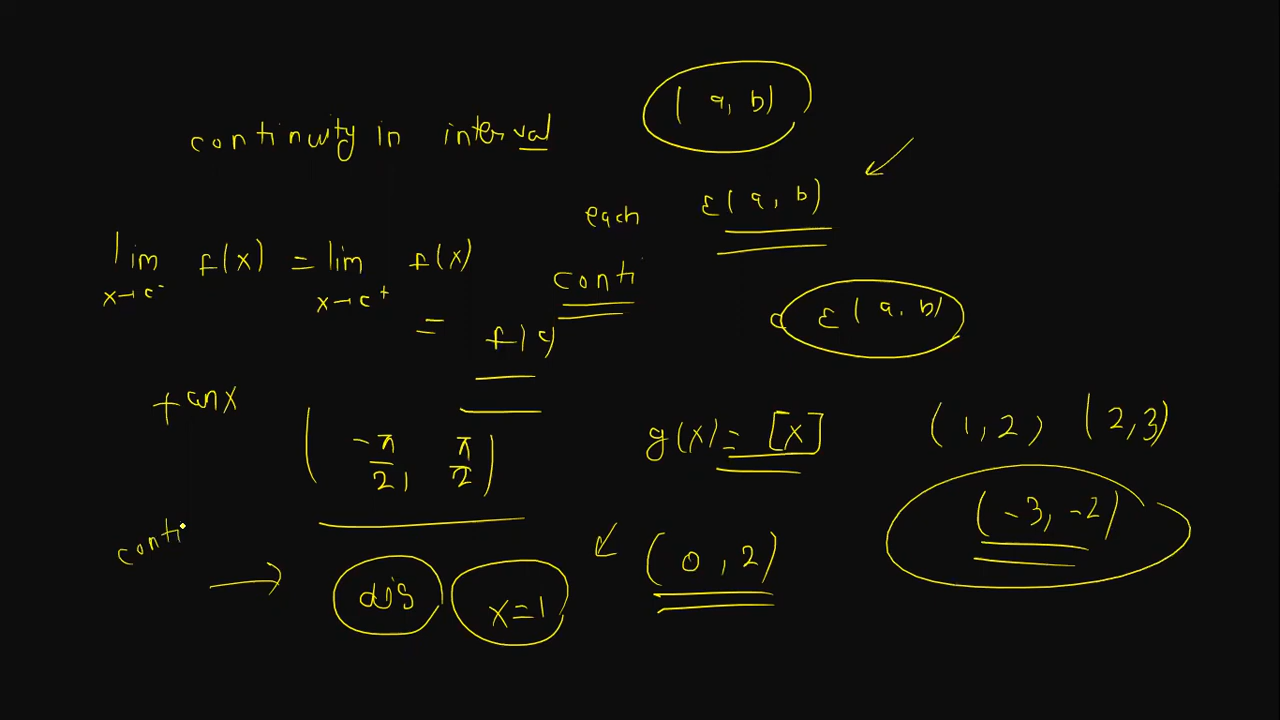 continuity in interval (a, b)
each ε(a, b)
lim f(x) = lim f(x) conti
x→c⁻ x→c⁺
= f(c) c ε (a, b)
tanx (-π/2, π/2) g(x) = [x] (1, 2) (2, 3)
(-3, -2)
conti → dis x=1 (0, 2)